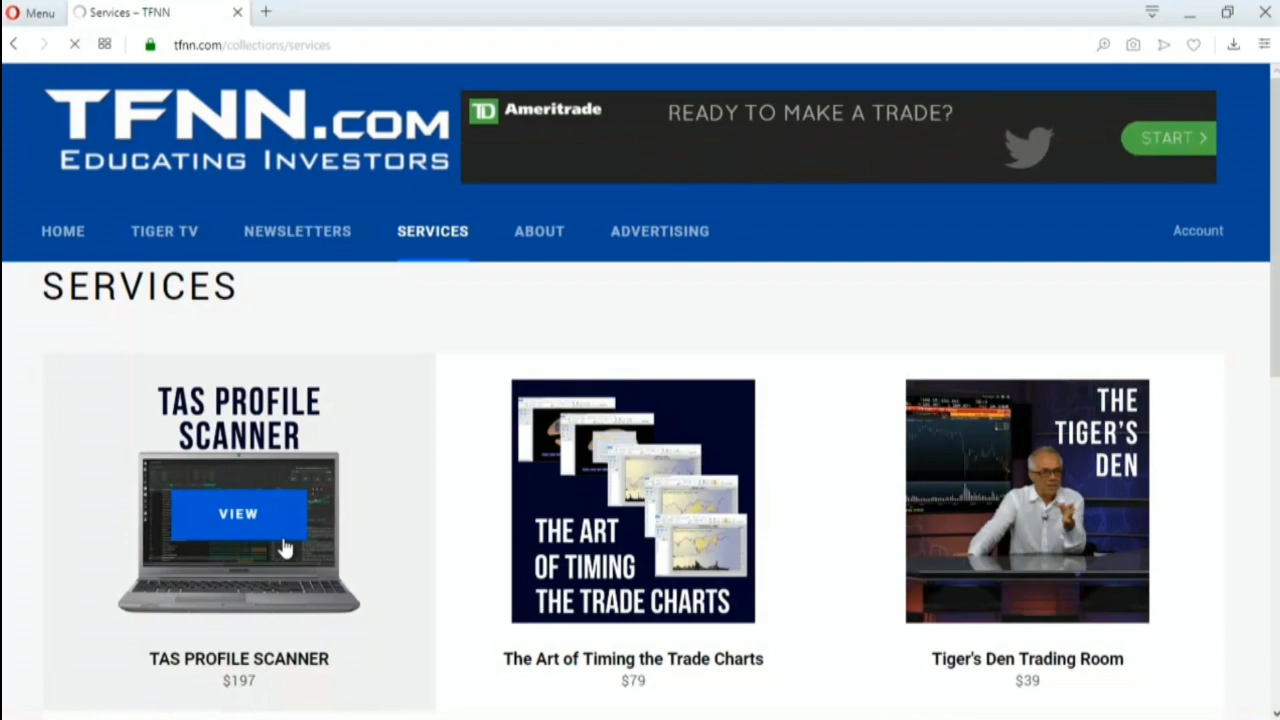 Menu
Services – TFNN
tfnn.com/collections/services
TFNN.COM
EDUCATING INVESTORS
TD Ameritrade
READY TO MAKE A TRADE?
START >
HOME
TIGER TV
NEWSLETTERS
SERVICES
ABOUT
ADVERTISING
Account
SERVICES
TAS PROFILE
SCANNER
VIEW
TAS PROFILE SCANNER
$197
THE ART
OF TIMING
THE TRADE CHARTS
The Art of Timing the Trade Charts
$79
THE
TIGER'S
DEN
Tiger's Den Trading Room
$39